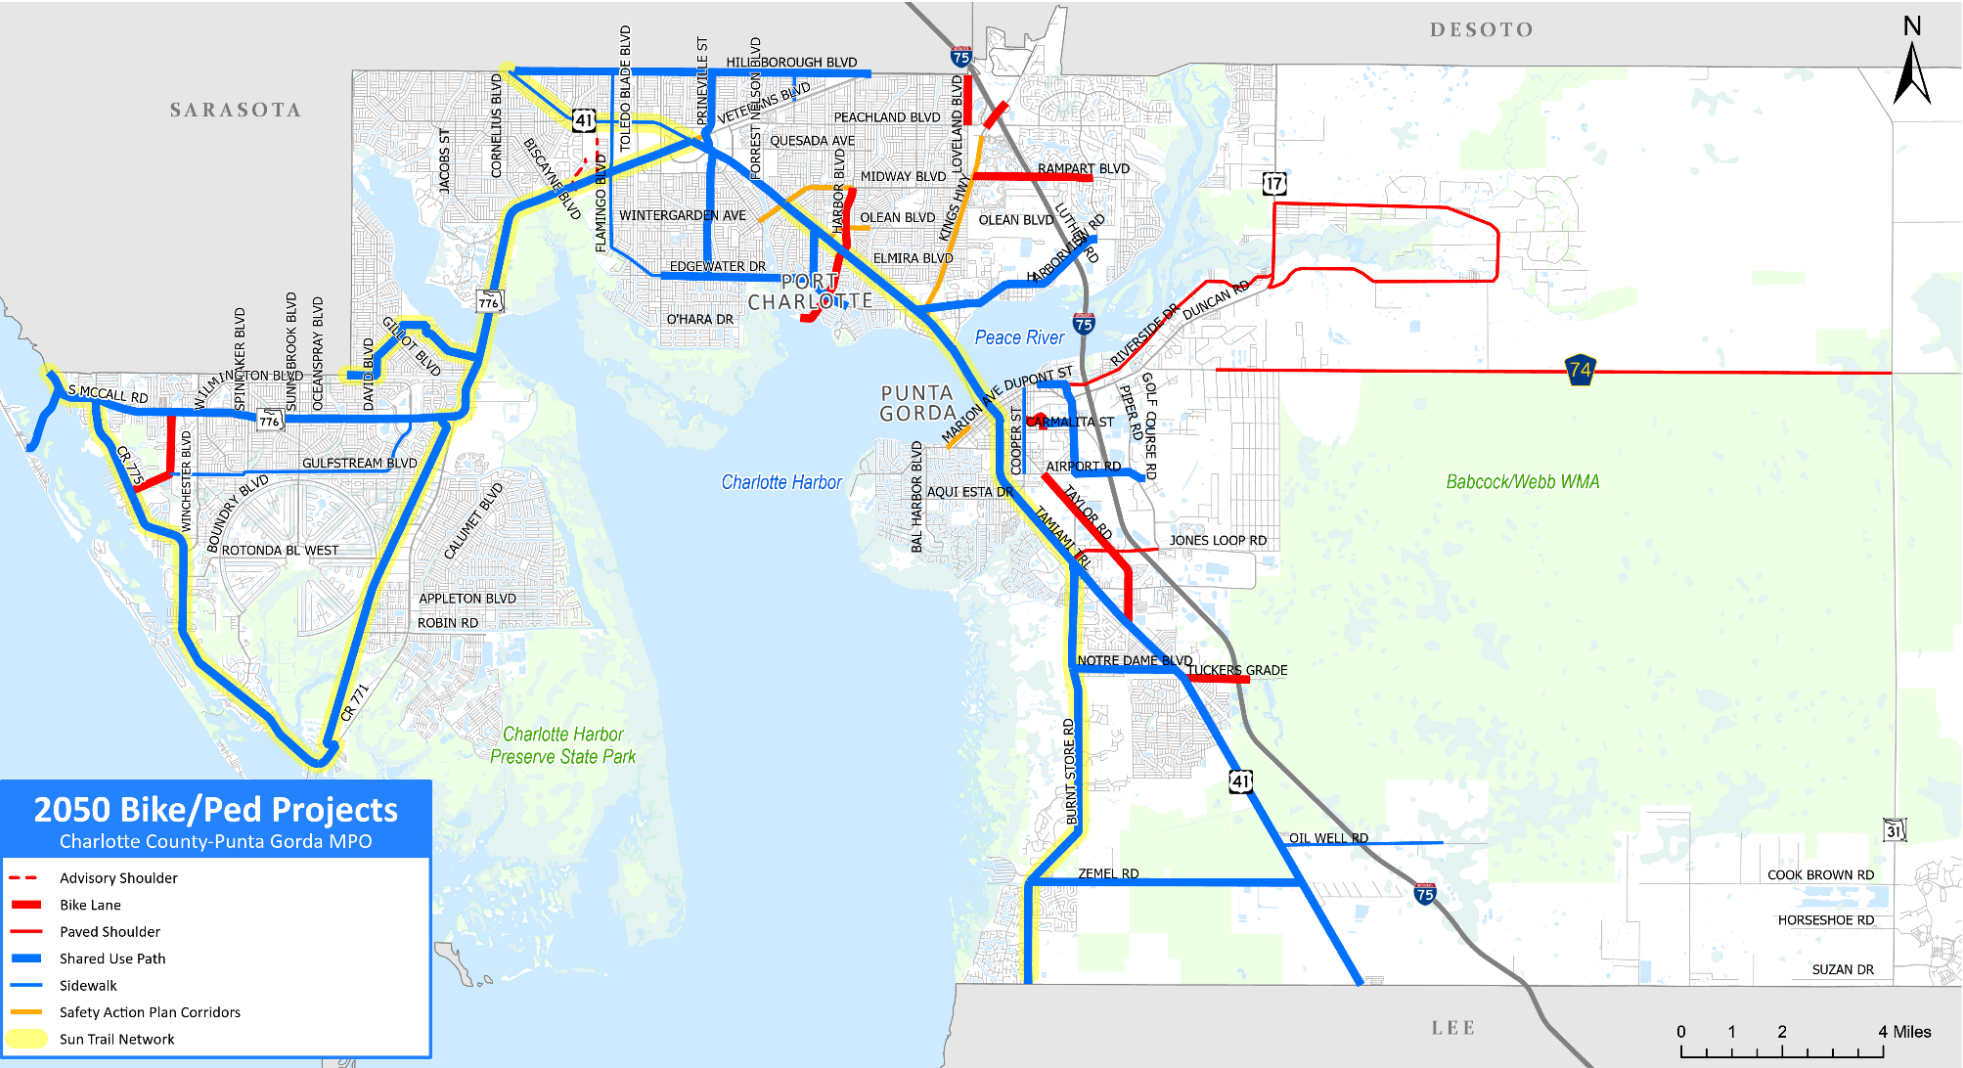 DESOTO
N
SARASOTA
75
HILLSBOROUGH BLVD
TOLEDO BLADE BLVD
PRINEVILLE ST
FORREST NELSON BLVD
VETERANS BLVD
CORNELIUS BLVD
JACOBS ST
41
BISCAYNE BLVD
FLAMINGO BLVD
PEACHLAND BLVD
LOVELAND BLVD
QUESADA AVE
HARBOR BLVD
MIDWAY BLVD
RAMPART BLVD
17
WINTERGARDEN AVE
OLEAN BLVD
KINGS HWY
OLEAN BLVD
LUTHER RD
HARBORVIEW RD
ELMIRA BLVD
EDGEWATER DR
PORT
CHARLOTTE
776
O'HARA DR
Peace River
75
RIVERSIDE DR
DUNCAN RD
GILLOT BLVD
DAVID BLVD
WILMINGTON BLVD
SPINNAKER BLVD
SUNNYBROOK BLVD
OCEANSPRAY BLVD
S MCCALL RD
776
74
PUNTA
GORDA
MARION AVE
DUPONT ST
CARMALITA ST
COOPER ST
PIPER RD
GOLF COURSE RD
AIRPORT RD
CR 775
WINCHESTER BLVD
GULFSTREAM BLVD
BOUNDRY BLVD
CALUMET BLVD
ROTONDA BL WEST
Charlotte Harbor
BAL HARBOR BLVD
AQUI ESTA DR
TAYLOR RD
TAMIAMI TRL
JONES LOOP RD
Babcock/Webb WMA
APPLETON BLVD
ROBIN RD
CR 771
NOTRE DAME BLVD
TUCKERS GRADE
Charlotte Harbor
Preserve State Park
BURNT STORE RD
41
OIL WELL RD
31
ZEMEL RD
75
COOK BROWN RD
HORSESHOE RD
SUZAN DR
LEE
2050 Bike/Ped Projects
Charlotte County-Punta Gorda MPO
Advisory Shoulder
Bike Lane
Paved Shoulder
Shared Use Path
Sidewalk
Safety Action Plan Corridors
Sun Trail Network
0 1 2 4 Miles